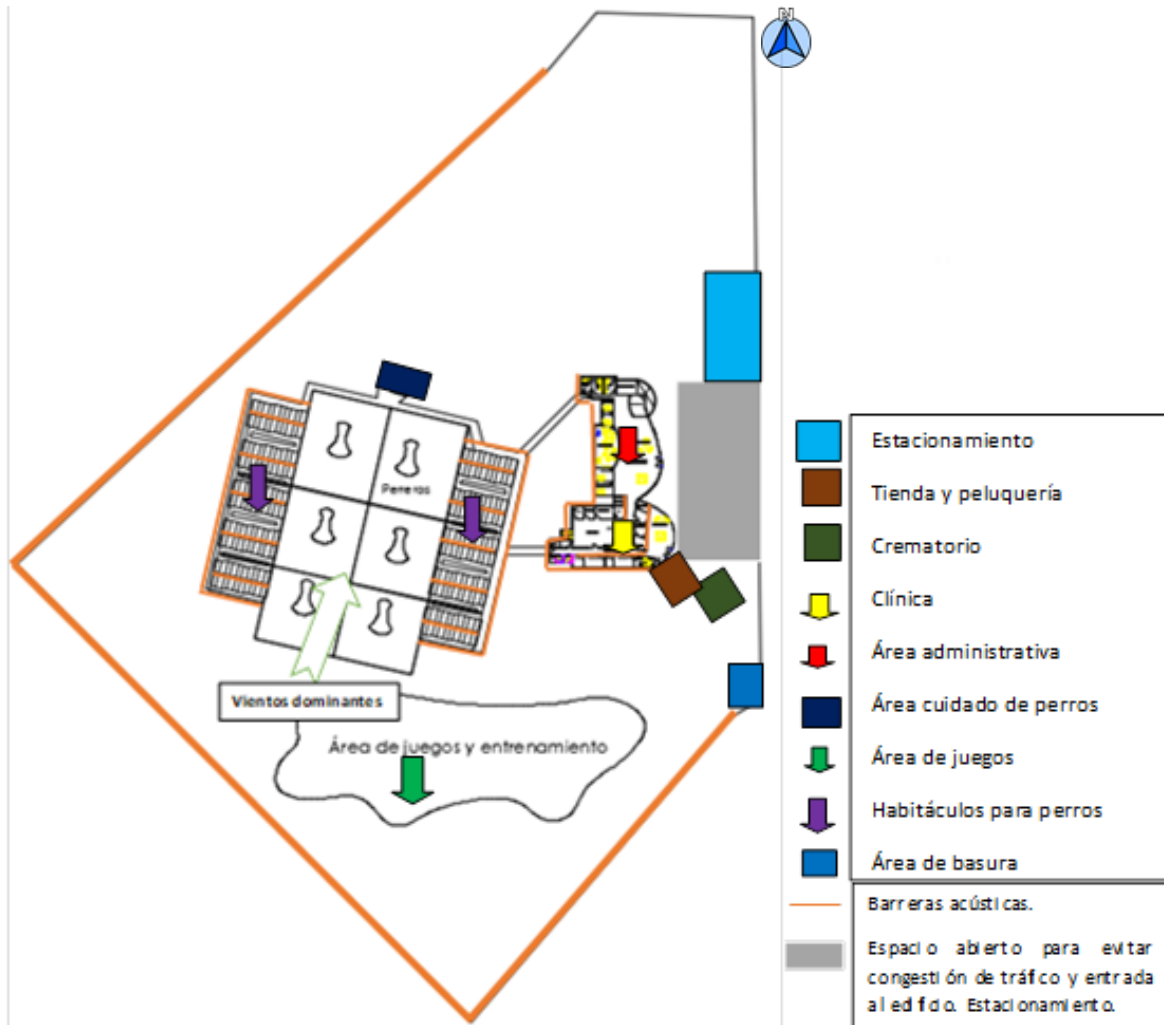 N
Perreras
Vientos dominantes
Área de juegos y entrenamiento
Estacionamiento
Tienda y peluquería
Crematorio
Clínica
Área administrativa
Área cuidado de perros
Área de juegos
Habitáculos para perros
Área de basura
Barreras acústicas.
Espacio abierto para evitar
congestión de tráfico y entrada
al edificio. Estacionamiento.